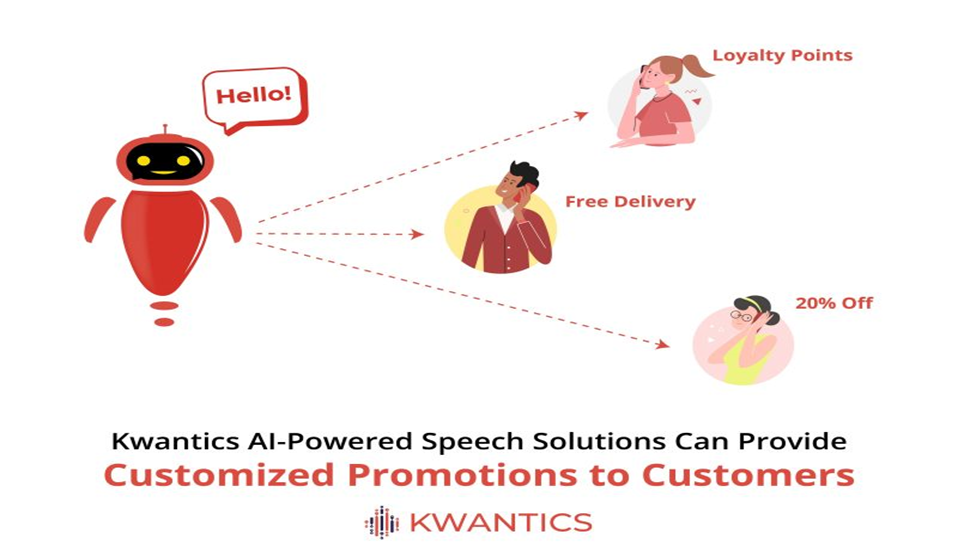 Hello!
Loyalty Points
Free Delivery
20% Off
Kwantics AI-Powered Speech Solutions Can Provide
Customized Promotions to Customers
KWANTICS